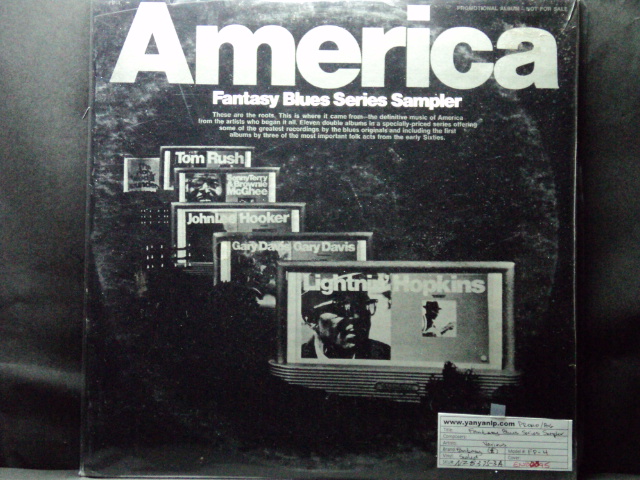 PROMOTIONAL ALBUM - NOT FOR SALE
America
Fantasy Blues Series Sampler
These are the roots. This is where it came from—the definitive music of America
from the artists who began it all. Eleven double albums in a specially-priced series offering
some of the greatest recordings by the blues originals and including the first
albums by three of the most important folk acts from the early Sixties.
Tom Rush
Sonny Terry
& Brownie
McGhee
John Lee Hooker
Gary Davis Gary Davis
Lightnin' Hopkins
www.yanyanlp.com
Fantasy Blues Series Sampler